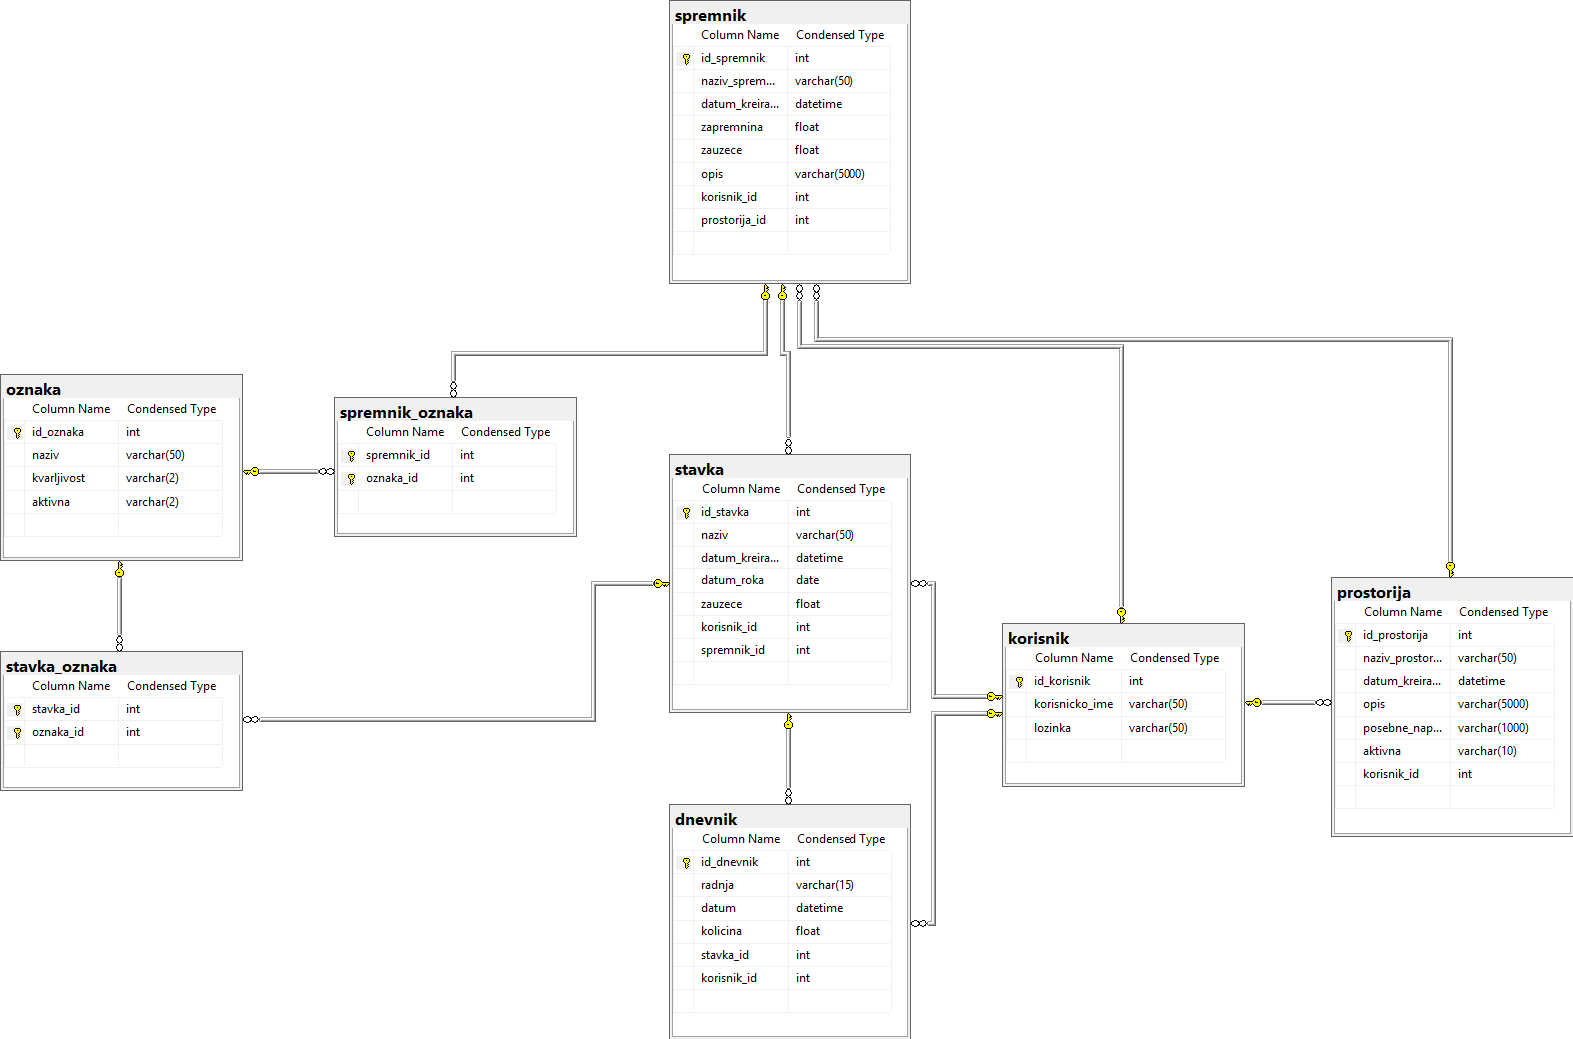 spremnik
Column Name Condensed Type
id_spremnik int
naziv_sprem... varchar(50)
datum_kreira... datetime
zapremnina float
zauzece float
opis varchar(5000)
korisnik_id int
prostorija_id int
oznaka
Column Name Condensed Type
id_oznaka int
naziv varchar(50)
kvarljivost varchar(2)
aktivna varchar(2)
spremnik_oznaka
Column Name Condensed Type
spremnik_id int
oznaka_id int
stavka
Column Name Condensed Type
id_stavka int
naziv varchar(50)
datum_kreira... datetime
datum_roka date
zauzece float
korisnik_id int
spremnik_id int
stavka_oznaka
Column Name Condensed Type
stavka_id int
oznaka_id int
korisnik
Column Name Condensed Type
id_korisnik int
korisnicko_ime varchar(50)
lozinka varchar(50)
prostorija
Column Name Condensed Type
id_prostorija int
naziv_prostor... varchar(50)
datum_kreira... datetime
opis varchar(5000)
posebne_nap... varchar(1000)
aktivna varchar(10)
korisnik_id int
dnevnik
Column Name Condensed Type
id_dnevnik int
radnja varchar(15)
datum datetime
kolicina float
stavka_id int
korisnik_id int